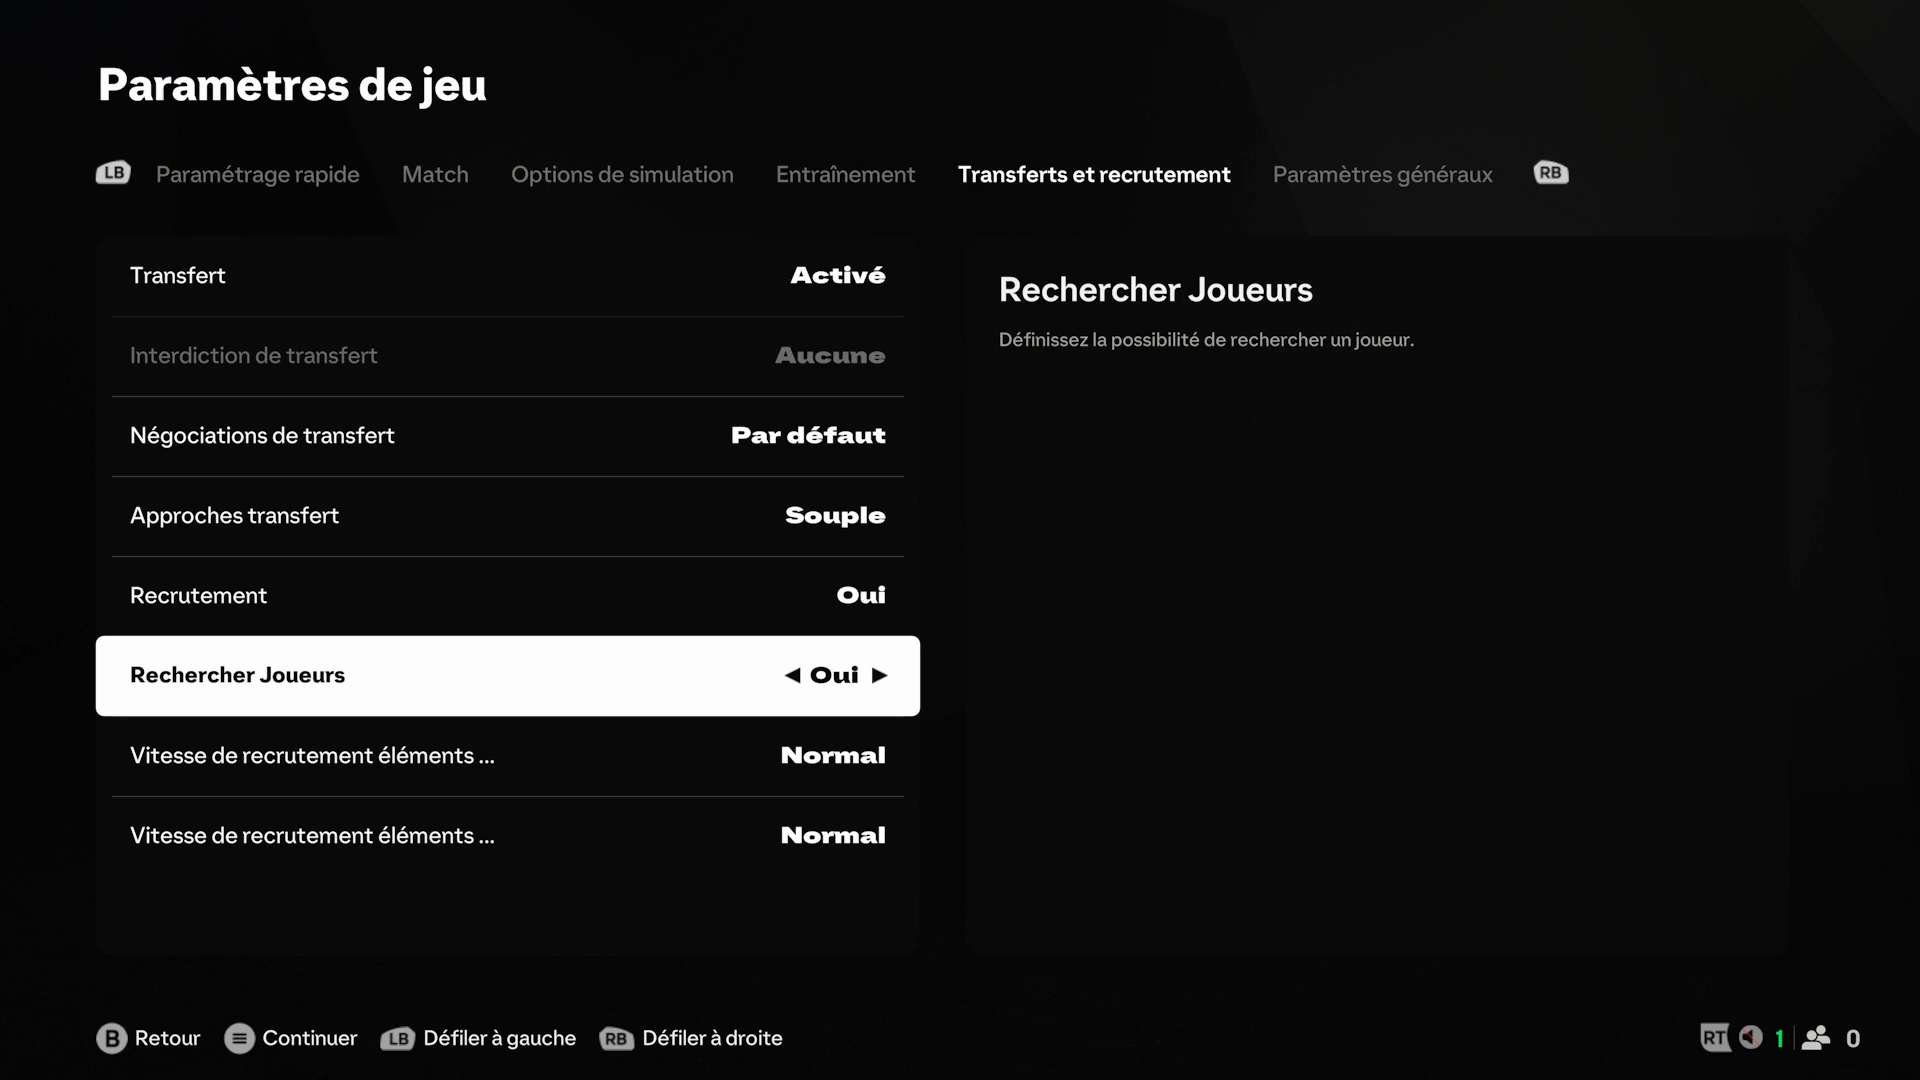 Paramètres de jeu
LB Paramétrage rapide Match Options de simulation Entraînement Transferts et recrutement Paramètres généraux RB
Transfert Activé
Interdiction de transfert Aucune
Négociations de transfert Par défaut
Approches transfert Souple
Recrutement Oui
Rechercher Joueurs Oui
Vitesse de recrutement éléments ... Normal
Vitesse de recrutement éléments ... Normal
Rechercher Joueurs
Définissez la possibilité de rechercher un joueur.
B Retour Continuer LB Défiler à gauche RB Défiler à droite
RT 1 0